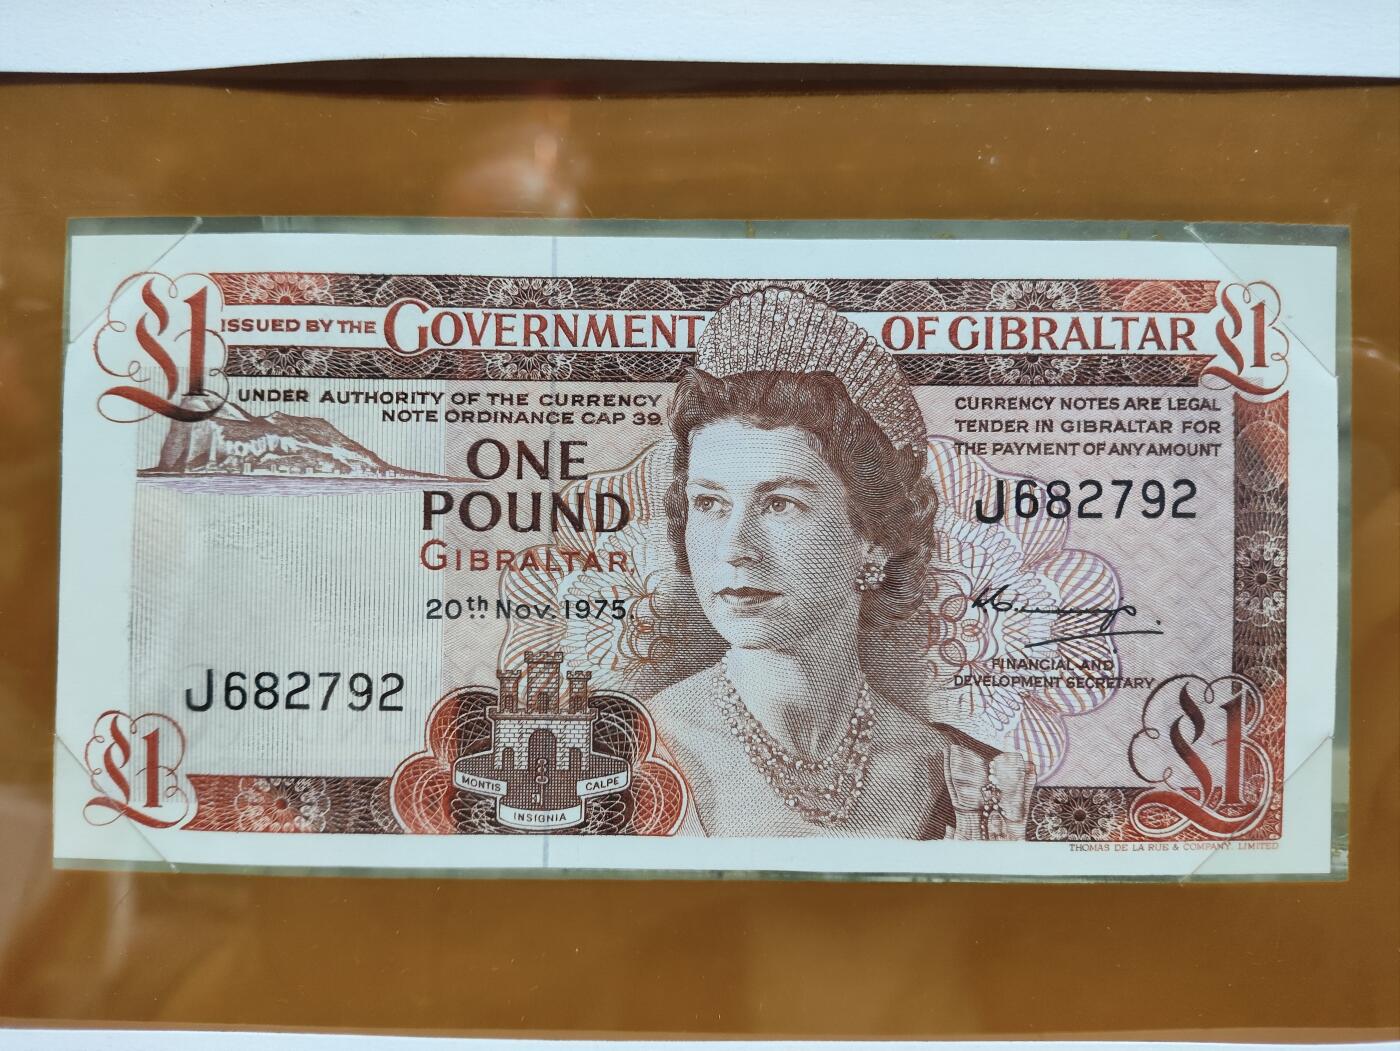 £1
ISSUED BY THE GOVERNMENT OF GIBRALTAR
£1
UNDER AUTHORITY OF THE CURRENCY
NOTE ORDINANCE CAP 39.
CURRENCY NOTES ARE LEGAL
TENDER IN GIBRALTAR FOR
THE PAYMENT OF ANY AMOUNT
ONE
POUND
GIBRALTAR,
20th Nov. 1975.
J682792
FINANCIAL AND
DEVELOPMENT SECRETARY
J682792
£1
MONTIS CALPE
INSIGNIA
£1
THOMAS DE LA RUE & COMPANY, LIMITED